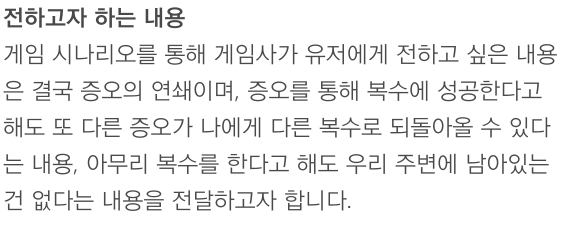 전하고자 하는 내용
게임 시나리오를 통해 게임사가 유저에게 전하고 싶은 내용
은 결국 증오의 연쇄이며, 증오를 통해 복수에 성공한다고
해도 또 다른 증오가 나에게 다른 복수로 되돌아올 수 있다
는 내용, 아무리 복수를 한다고 해도 우리 주변에 남아있는
건 없다는 내용을 전달하고자 합니다.